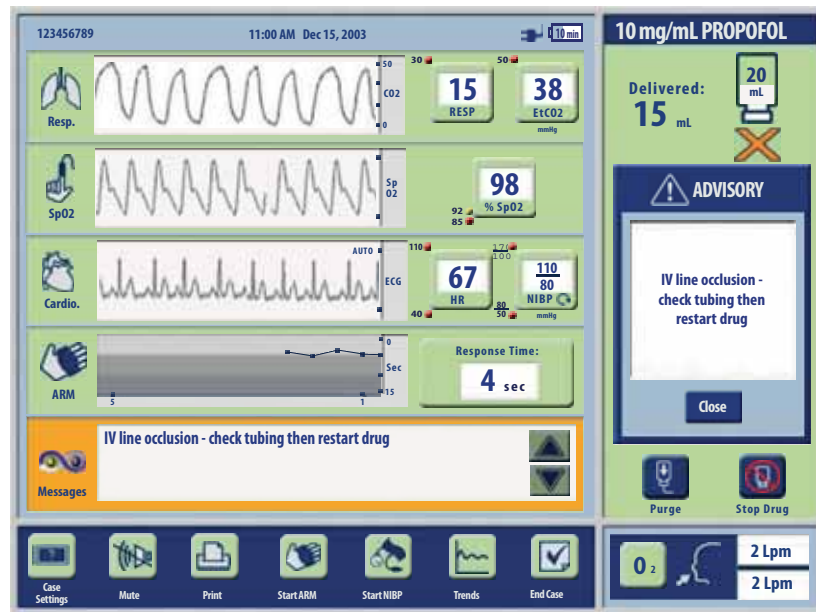 123456789
11:00 AM Dec 15, 2003
10 min
Resp.
50
CO2
0
30
15
RESP
50
38
EtCO2
mmHg
SpO2
Sp
O2
92
85
98
% SpO2
Cardio.
AUTO
ECG
110
40
67
HR
170
100
80
50
110
80
NIBP
mmHg
ARM
0
Sec
15
5
1
Response Time:
4 sec
Messages
IV line occlusion - check tubing then restart drug
Case
Settings
Mute
Print
Start ARM
Start NIBP
Trends
End Case
10 mg/mL PROPOFOL
Delivered:
15 mL
20
mL
ADVISORY
IV line occlusion -
check tubing then
restart drug
Close
Purge
Stop Drug
O2
2 Lpm
2 Lpm